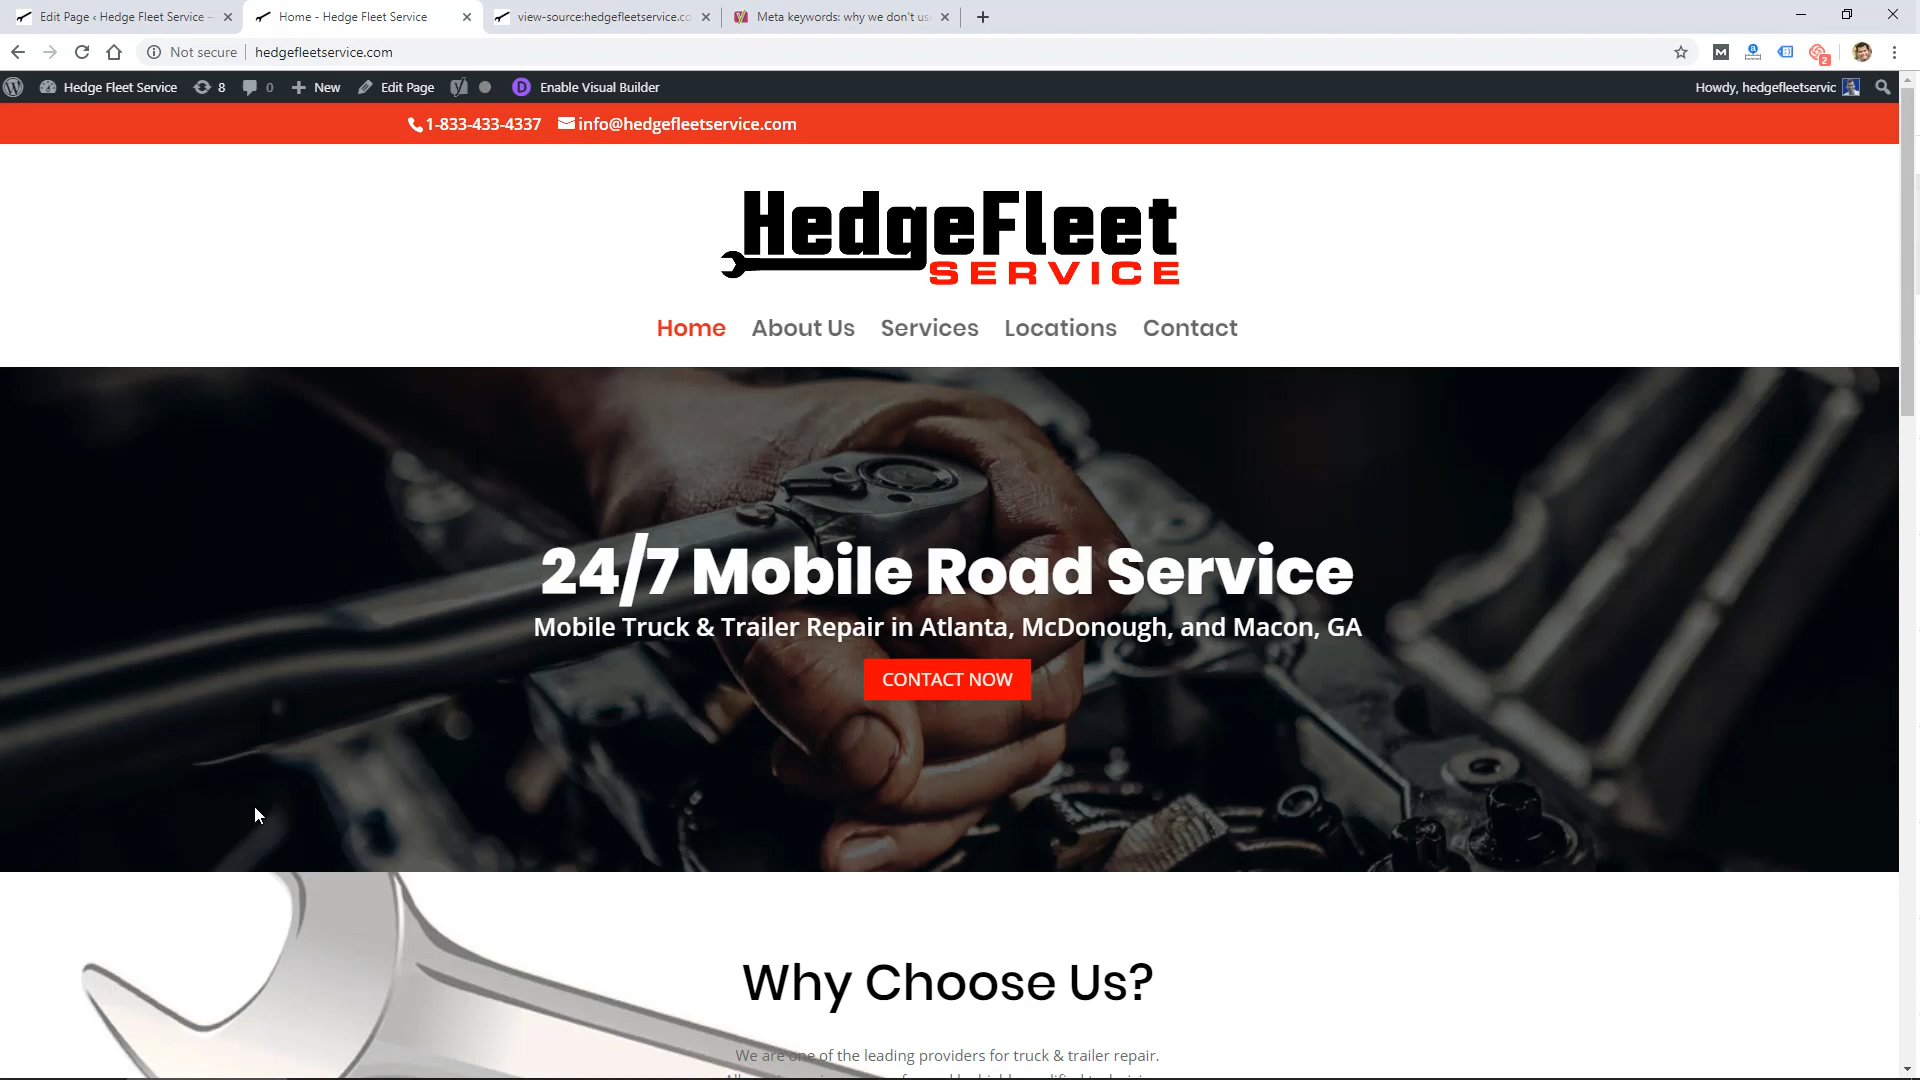 Edit Page ‹ Hedge Fleet Service –
Home - Hedge Fleet Service
view-source:hedgefleetservice.co
Meta keywords: why we don't us
Not secure
hedgefleetservice.com
2
Hedge Fleet Service
8
0
New
Edit Page
D
Enable Visual Builder
Howdy, hedgefleetservic
1-833-433-4337
info@hedgefleetservice.com
HedgeFleet
SERVICE
Home
About Us
Services
Locations
Contact
24/7 Mobile Road Service
Mobile Truck & Trailer Repair in Atlanta, McDonough, and Macon, GA
CONTACT NOW
Why Choose Us?
We are one of the leading providers for truck & trailer repair.